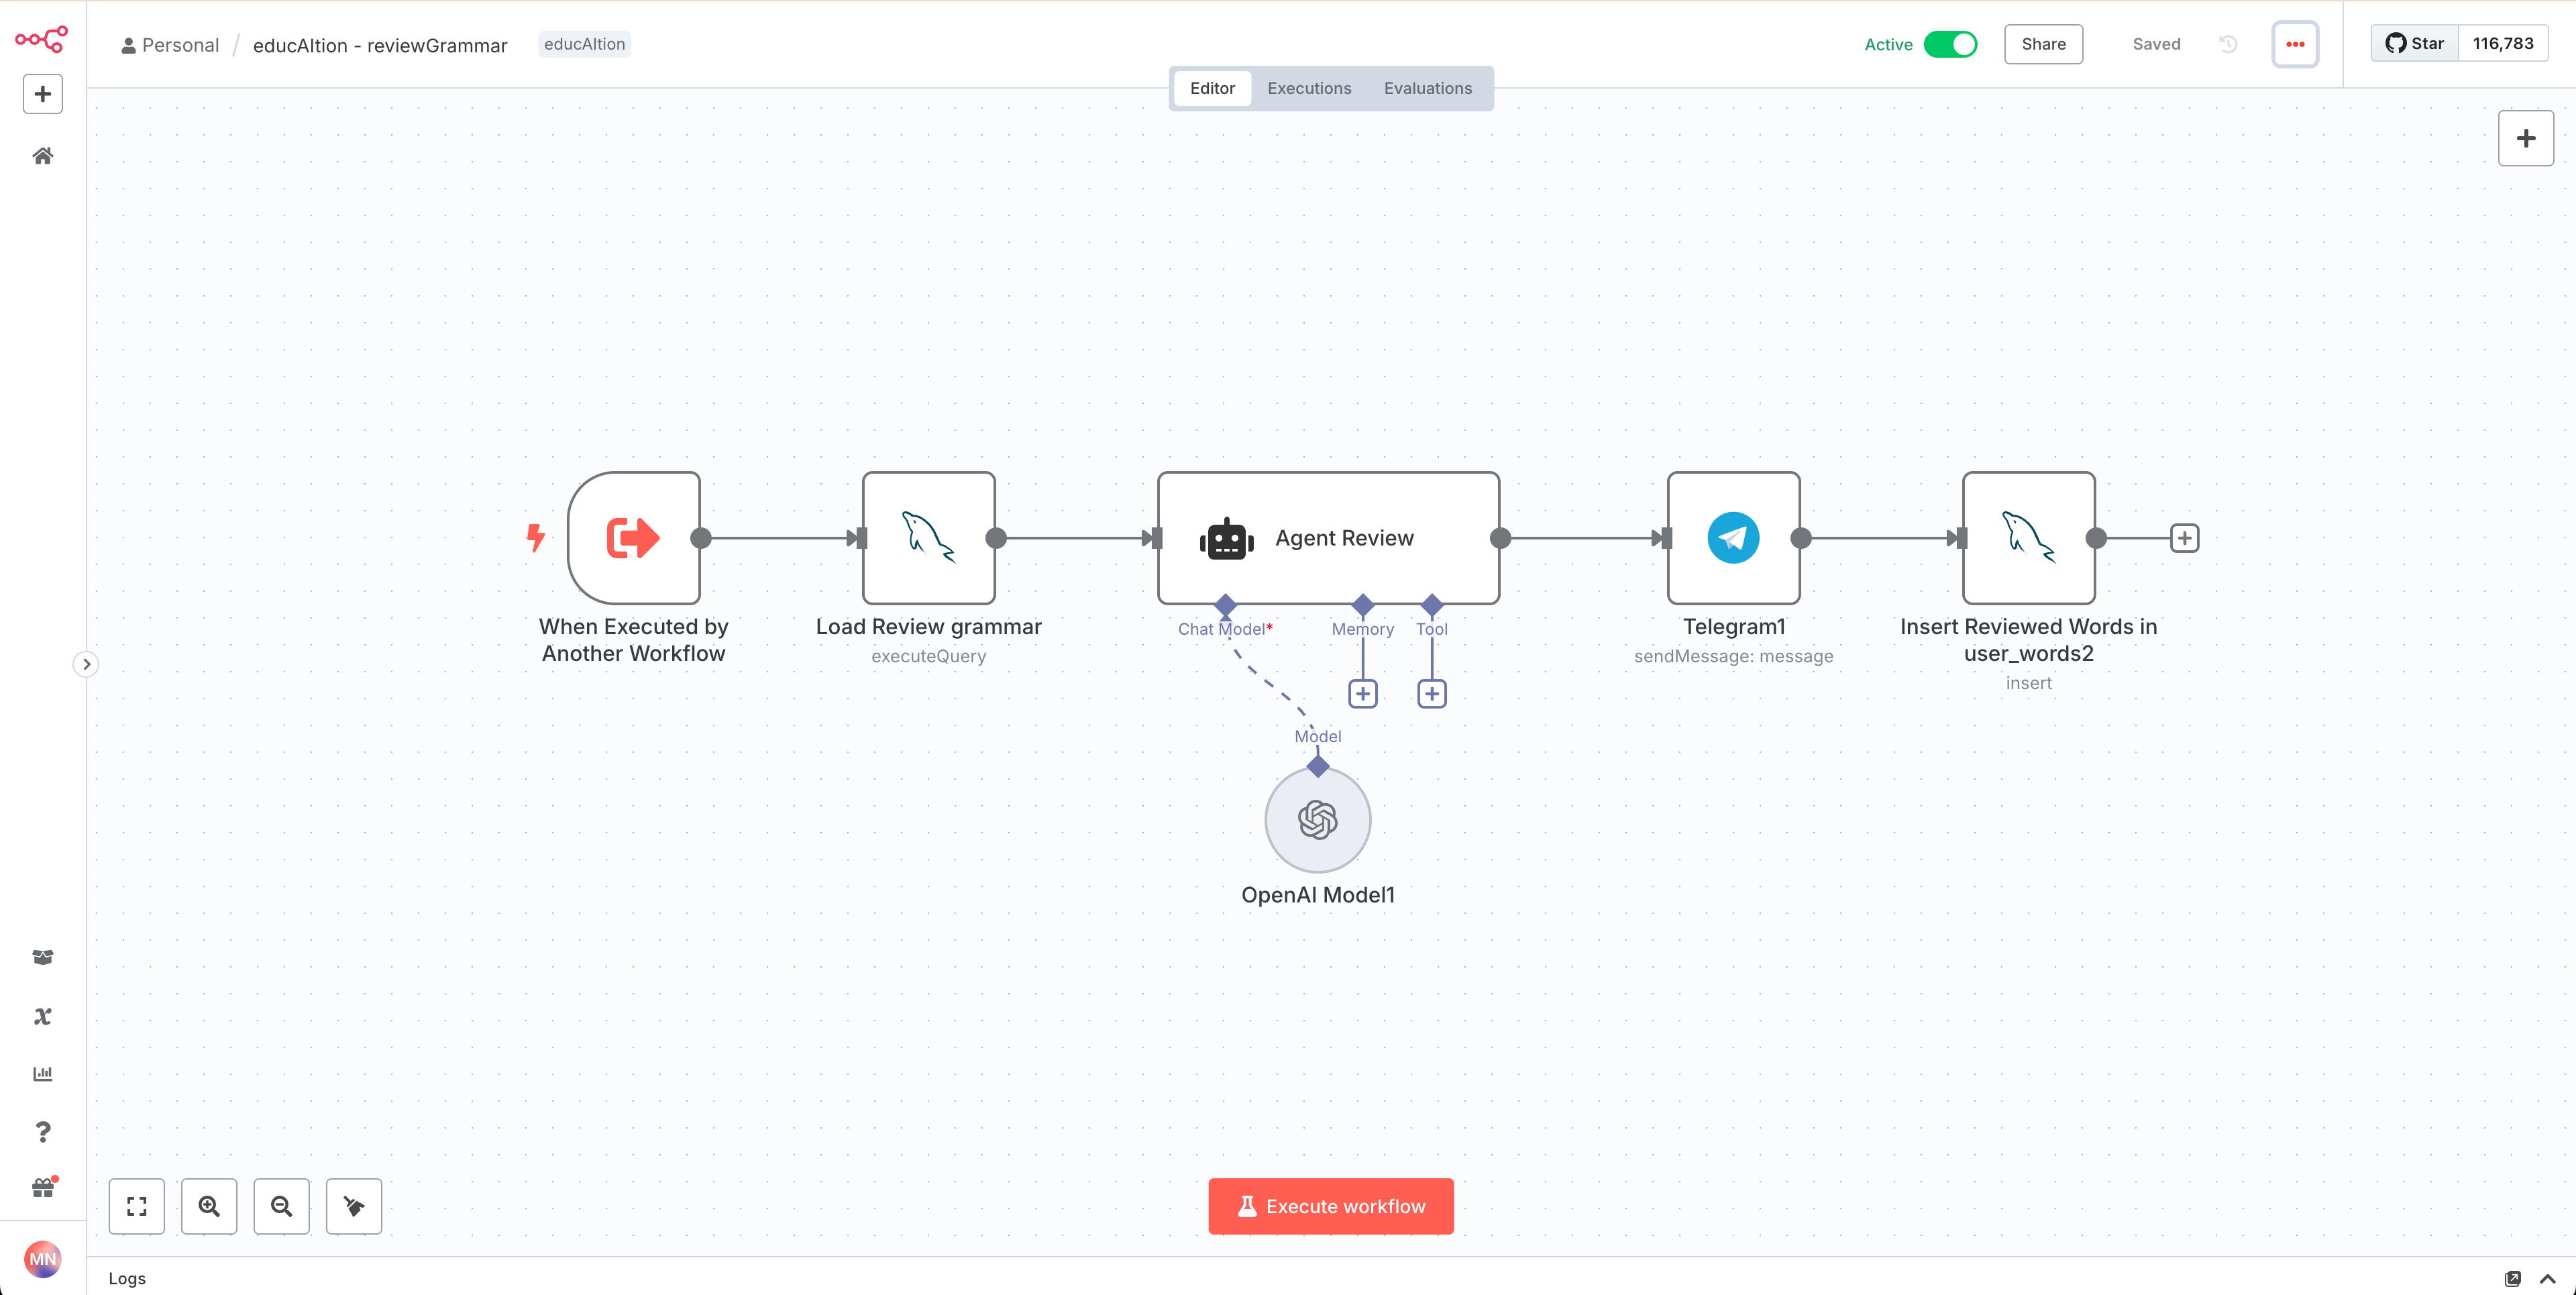 Personal / educAItion - reviewGrammar educAItion
Active Share Saved Star 116,783
Editor Executions Evaluations
When Executed by
Another Workflow
Load Review grammar
executeQuery
Agent Review
Chat Model*
Memory
Tool
Model
OpenAI Model1
Telegram1
sendMessage: message
Insert Reviewed Words in
user_words2
insert
Execute workflow
MN
Logs